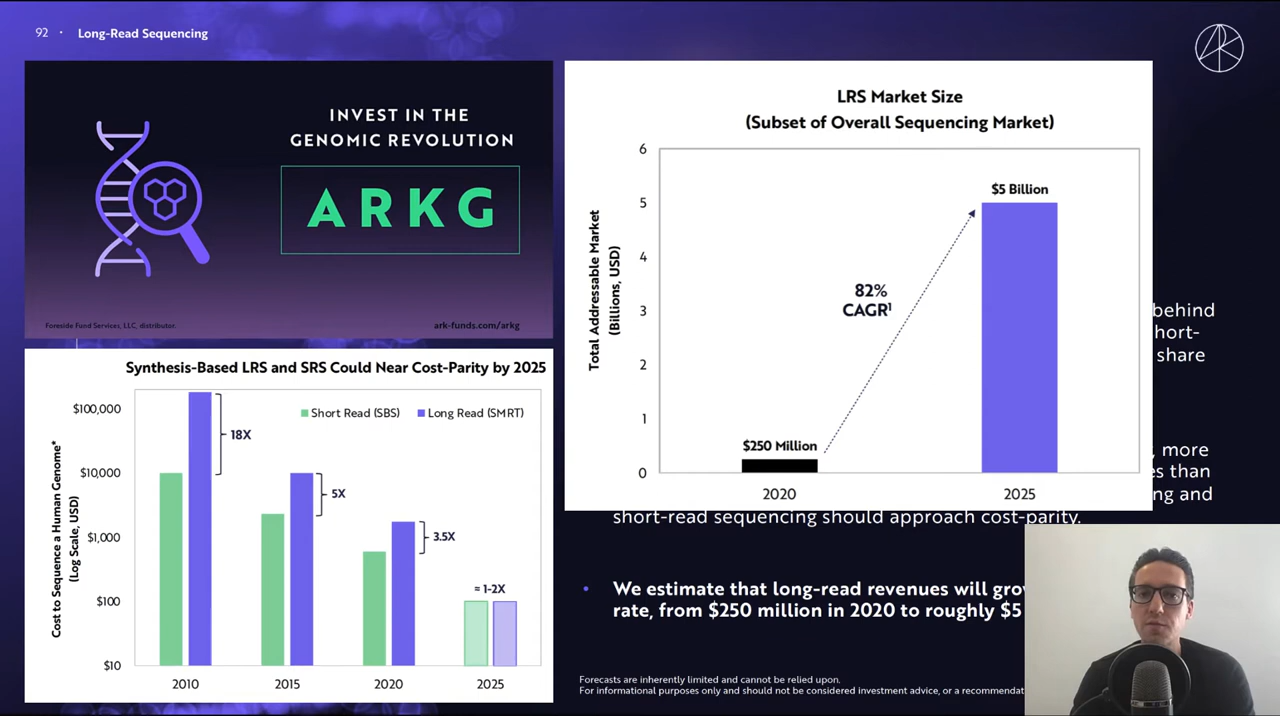 92 · Long-Read Sequencing
INVEST IN THE
GENOMIC REVOLUTION
ARKG
Foreside Fund Services, LLC, distributor.
ark-funds.com/arkg
LRS Market Size
(Subset of Overall Sequencing Market)
Total Addressable Market
(Billions, USD)
6
5
4
3
2
1
0
$250 Million
82%
CAGR¹
$5 Billion
2020
2025
Synthesis-Based LRS and SRS Could Near Cost-Parity by 2025
Cost to Sequence a Human Genome*
(Log Scale, USD)
$100,000
$10,000
$1,000
$100
$10
Short Read (SBS)
Long Read (SMRT)
18X
5X
3.5X
≈ 1-2X
2010
2015
2020
2025
behind
hort-
share
, more
es than
ng and
short-read sequencing should approach cost-parity.
• We estimate that long-read revenues will grow
rate, from $250 million in 2020 to roughly $5
Forecasts are inherently limited and cannot be relied upon.
For informational purposes only and should not be considered investment advice, or a recommendat